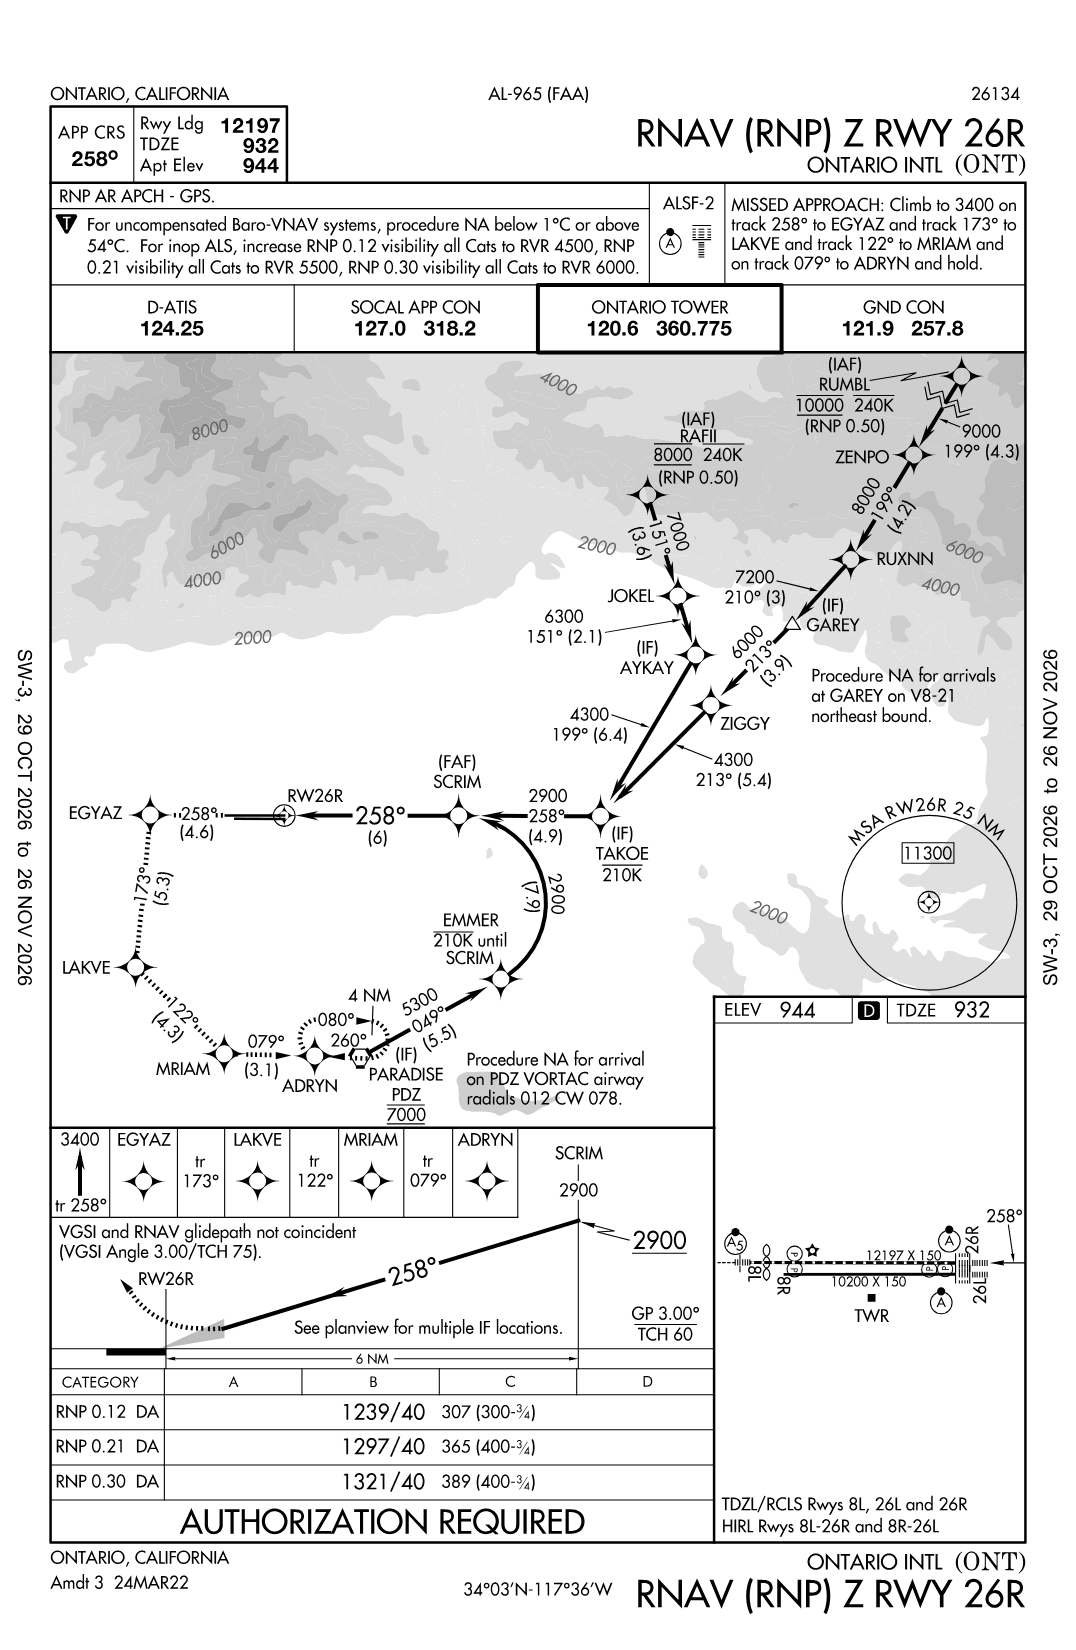 ONTARIO, CALIFORNIA
AL-965 (FAA)
26134
APP CRS
258°
Rwy Ldg 12197
TDZE 932
Apt Elev 944
RNAV (RNP) Z RWY 26R
ONTARIO INTL (ONT)
RNP AR APCH - GPS.
T
For uncompensated Baro-VNAV systems, procedure NA below 1°C or above
54°C. For inop ALS, increase RNP 0.12 visibility all Cats to RVR 4500, RNP
0.21 visibility all Cats to RVR 5500, RNP 0.30 visibility all Cats to RVR 6000.
ALSF-2
A
MISSED APPROACH: Climb to 3400 on
track 258° to EGYAZ and track 173° to
LAKVE and track 122° to MRIAM and
on track 079° to ADRYN and hold.
D-ATIS
124.25
SOCAL APP CON
127.0 318.2
ONTARIO TOWER
120.6 360.775
GND CON
121.9 257.8
(IAF)
RUMBL
10000 240K
(RNP 0.50)
9000
199° (4.3)
ZENPO
8000
199°
(4.2)
RUXNN
7200
210° (3)
(IF)
GAREY
6000
213°
(3.9)
ZIGGY
4300
213° (5.4)
Procedure NA for arrivals
at GAREY on V8-21
northeast bound.
(IAF)
RAFII
8000 240K
(RNP 0.50)
7000
151°
(3.6)
JOKEL
6300
151° (2.1)
(IF)
AYKAY
4300
199° (6.4)
8000
6000
4000
2000
4000
2000
6000
4000
2000
(FAF)
SCRIM
2900
258°
(4.9)
(IF)
TAKOE
210K
258°
(6)
RW26R
EGYAZ
258°
(4.6)
173°
(5.3)
LAKVE
122°
(4.3)
MRIAM
079°
(3.1)
ADRYN
080°
260°
4 NM
(IF)
PARADISE
PDZ
7000
5300
049°
(5.5)
EMMER
210K until
SCRIM
2900
(7.9)
Procedure NA for arrival
on PDZ VORTAC airway
radials 012 CW 078.
MSA RW26R 25 NM
11300
SW-3, 29 OCT 2026 to 26 NOV 2026
SW-3, 29 OCT 2026 to 26 NOV 2026
ELEV 944
D
TDZE 932
258°
A5
A
A
P
P
P
P
8L
8R
26R
26L
12197 X 150
10200 X 150
TWR
TDZL/RCLS Rwys 8L, 26L and 26R
HIRL Rwys 8L-26R and 8R-26L
3400
tr 258°
EGYAZ
tr
173°
LAKVE
tr
122°
MRIAM
tr
079°
ADRYN
SCRIM
2900
2900
VGSI and RNAV glidepath not coincident
(VGSI Angle 3.00/TCH 75).
RW26R
258°
See planview for multiple IF locations.
GP 3.00°
TCH 60
6 NM
CATEGORY A B C D
RNP 0.12 DA 1239/40 307 (300-¾)
RNP 0.21 DA 1297/40 365 (400-¾)
RNP 0.30 DA 1321/40 389 (400-¾)
AUTHORIZATION REQUIRED
ONTARIO, CALIFORNIA
Amdt 3 24MAR22
34°03'N-117°36'W
ONTARIO INTL (ONT)
RNAV (RNP) Z RWY 26R